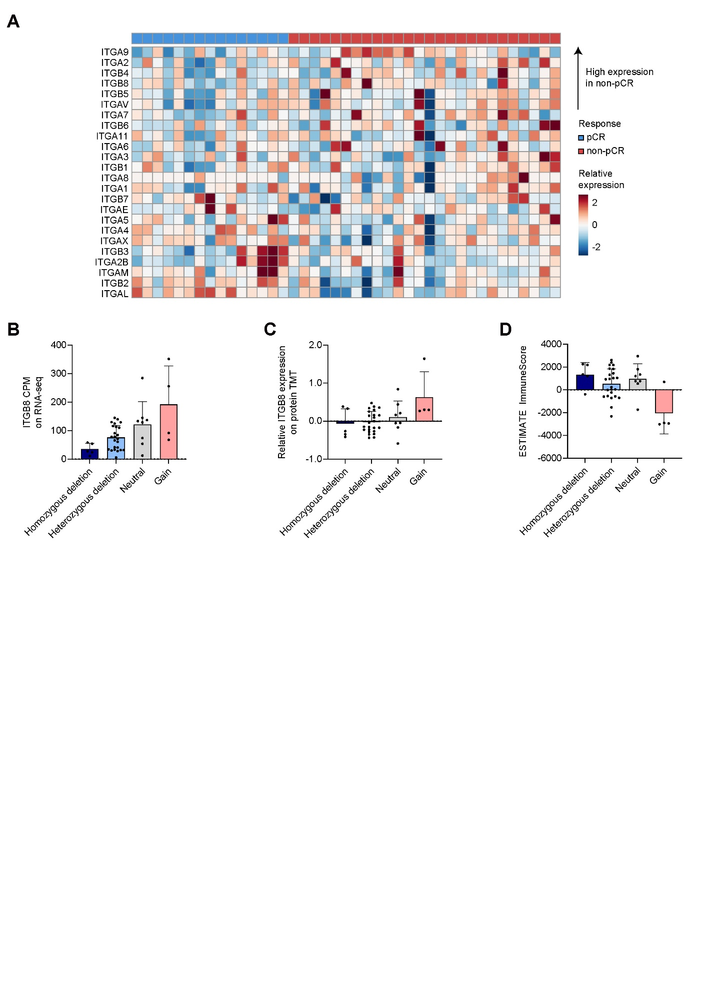 A
ITGA9
ITGA2
ITGB4
ITGB8
ITGB5
ITGAV
ITGA7
ITGB6
ITGA11
ITGA6
ITGA3
ITGB1
ITGA8
ITGA1
ITGB7
ITGAE
ITGA5
ITGA4
ITGAX
ITGB3
ITGA2B
ITGAM
ITGB2
ITGAL
High expression
in non-pCR
Response
pCR
non-pCR
Relative
expression
2
0
-2
B
ITGB8 CPM
on RNA-seq
400
300
200
100
0
Homozygous deletion
Heterozygous deletion
Neutral
Gain
C
Relative ITGB8 expression
on protein TMT
2.0
1.0
0.0
-1.0
Homozygous deletion
Heterozygous deletion
Neutral
Gain
D
ESTIMATE ImmuneScore
4000
2000
0
-2000
-4000
-6000
Homozygous deletion
Heterozygous deletion
Neutral
Gain